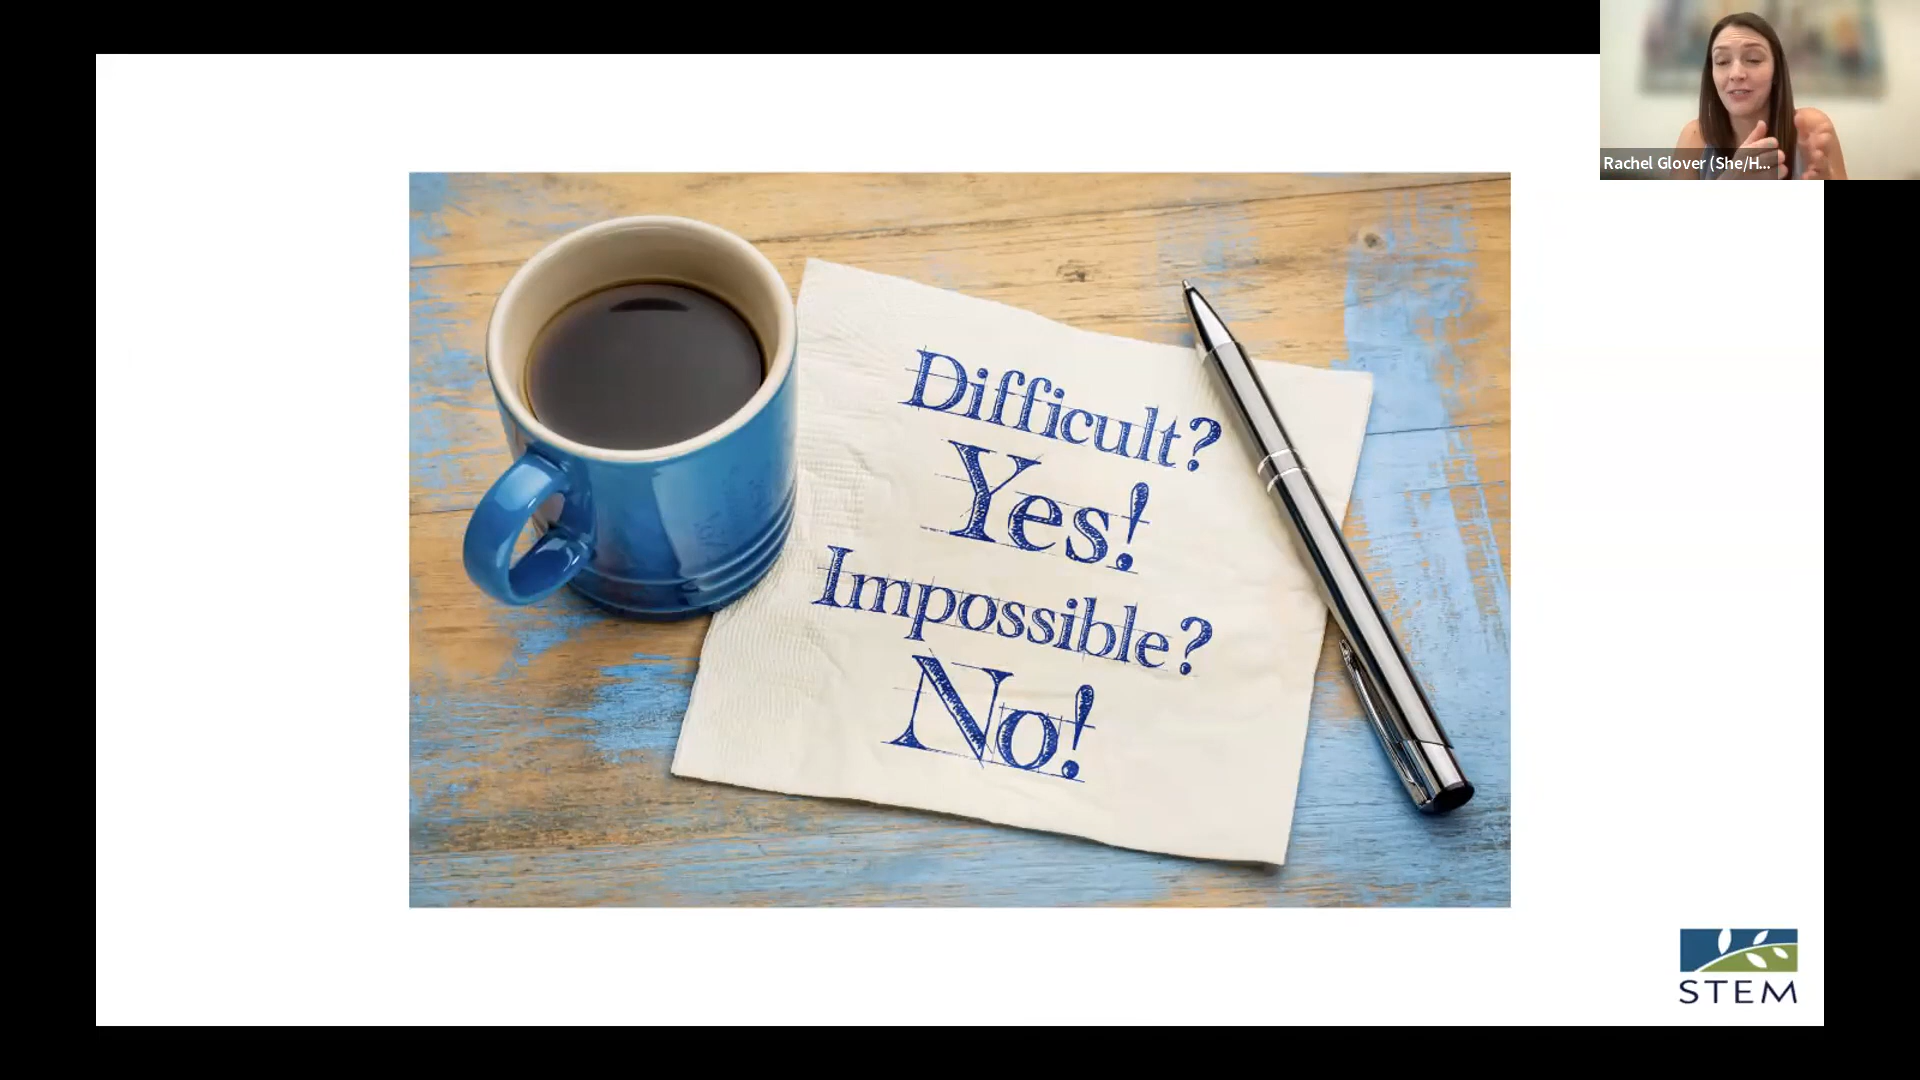 Rachel Glover (She/H...
Difficult?
Yes!
Impossible?
No!
STEM